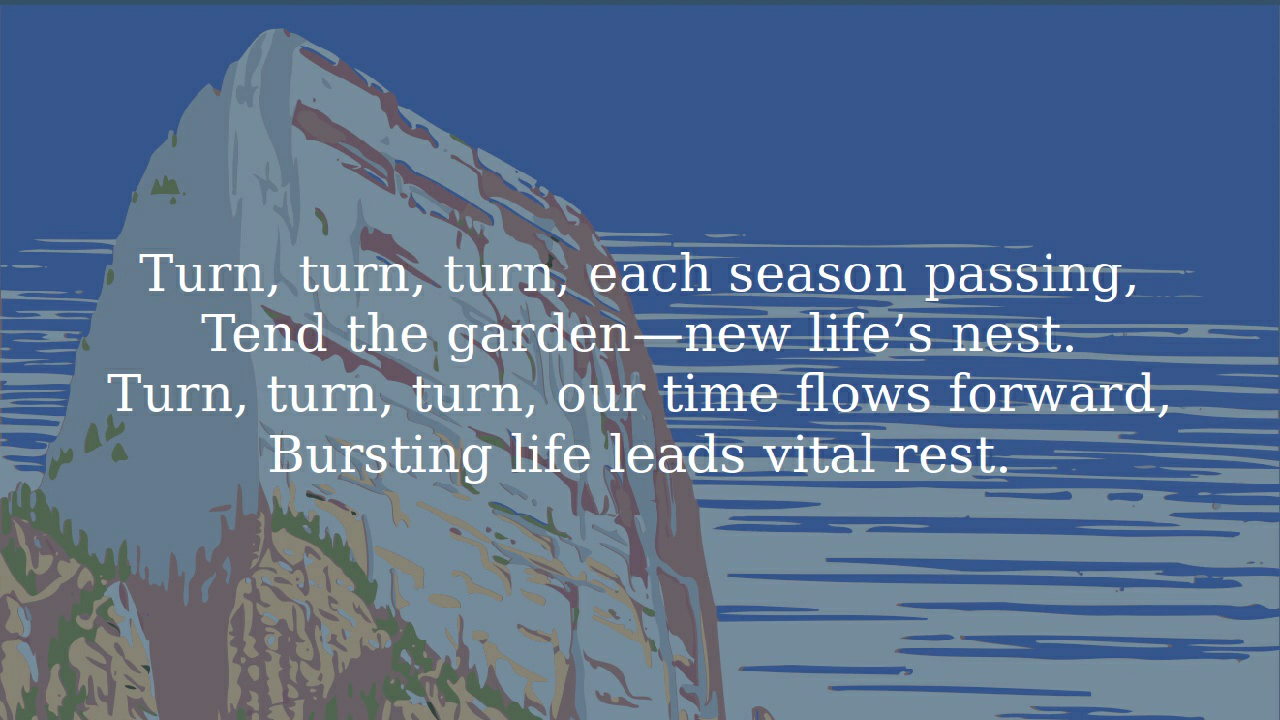 Turn, turn, turn, each season passing,
Tend the garden—new life’s nest.
Turn, turn, turn, our time flows forward,
Bursting life leads vital rest.